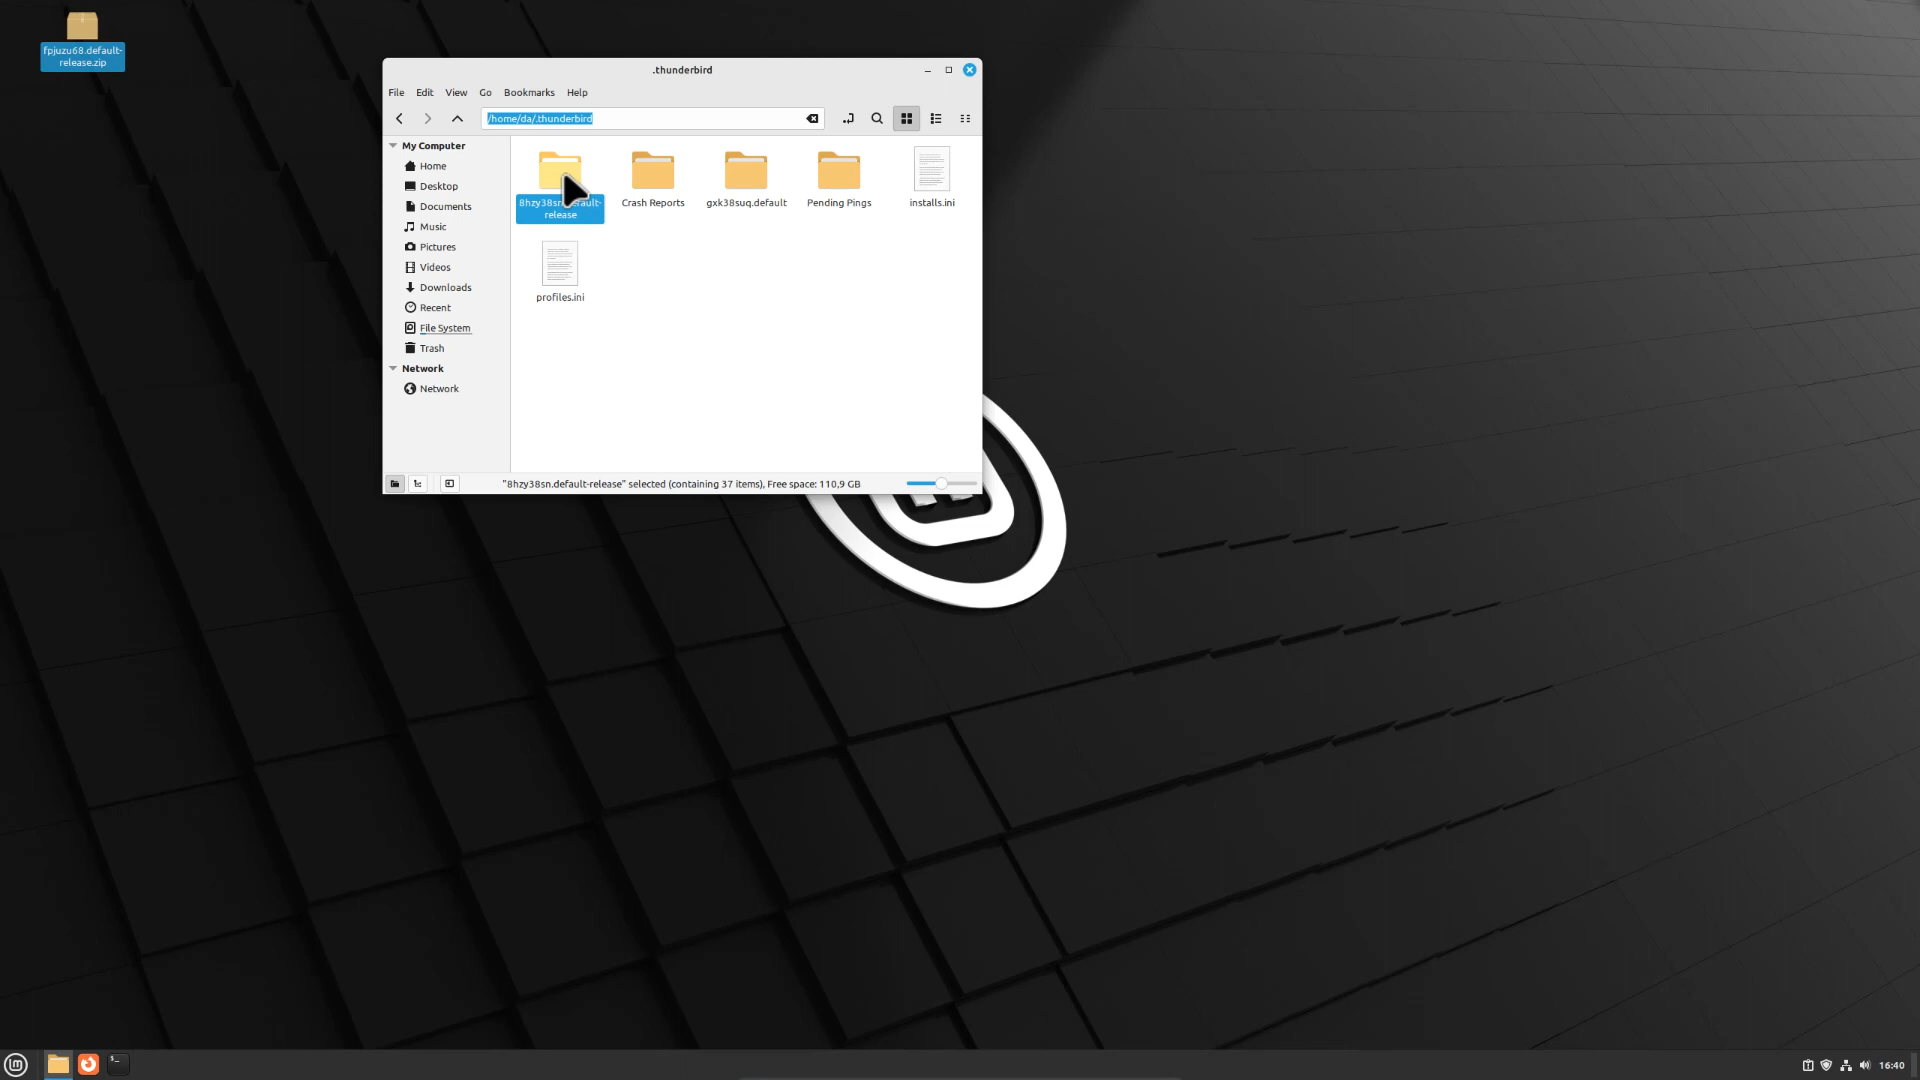 fpjuzu68.default-
release.zip
.thunderbird
File Edit View Go Bookmarks Help
/home/da/.thunderbird
My Computer
Home
Desktop
Documents
Music
Pictures
Videos
Downloads
Recent
File System
Trash
Network
Network
8hzy38sn.default-
release
Crash Reports
gxk38suq.default
Pending Pings
installs.ini
profiles.ini
"8hzy38sn.default-release" selected (containing 37 items), Free space: 110,9 GB
16:40